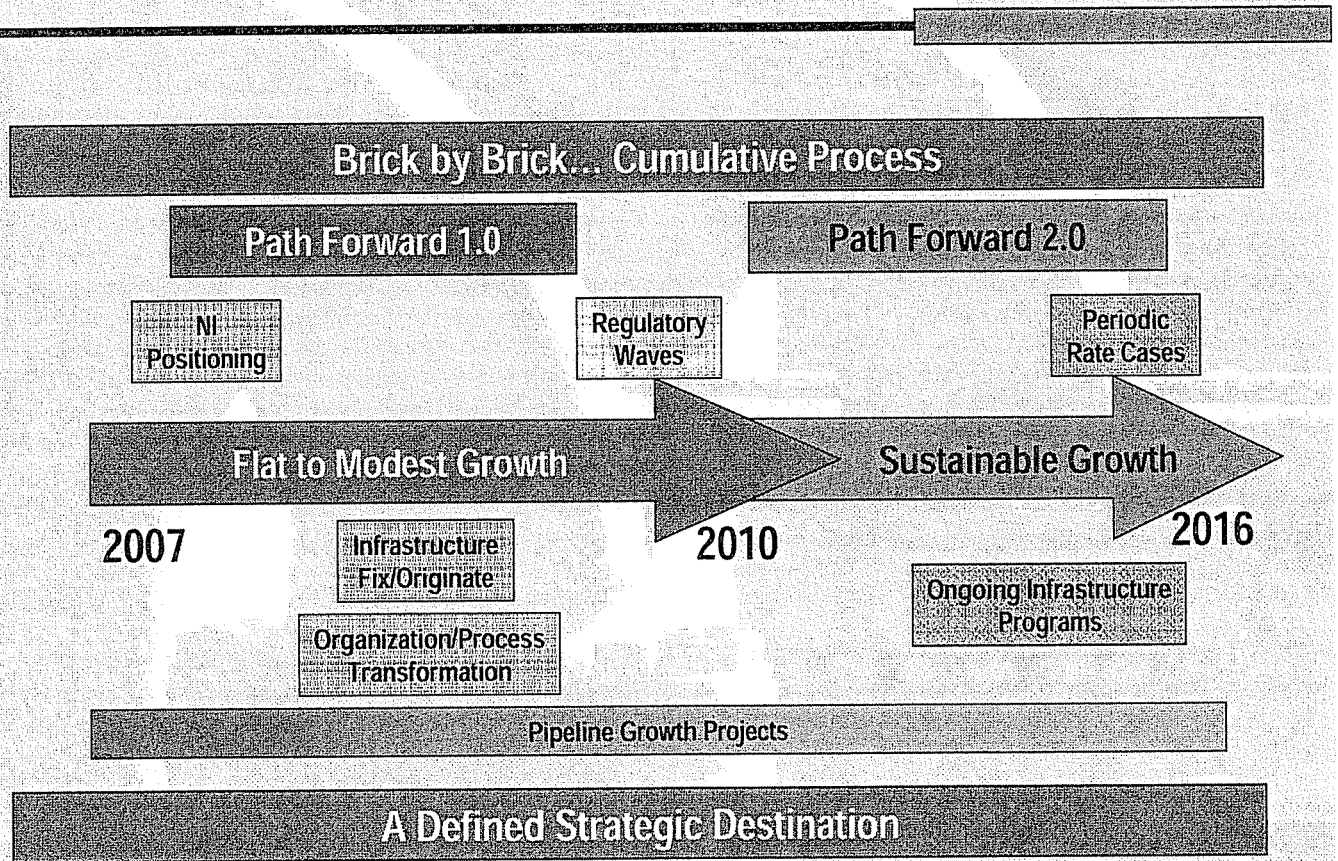 Brick by Brick... Cumulative Process
Path Forward 1.0
Path Forward 2.0
NI
Positioning
Regulatory
Waves
Periodic
Rate Cases
Flat to Modest Growth
Sustainable Growth
2007
2010
2016
Infrastructure
Fix/Originate
Ongoing Infrastructure
Programs
Organization/Process
Transformation
Pipeline Growth Projects
A Defined Strategic Destination